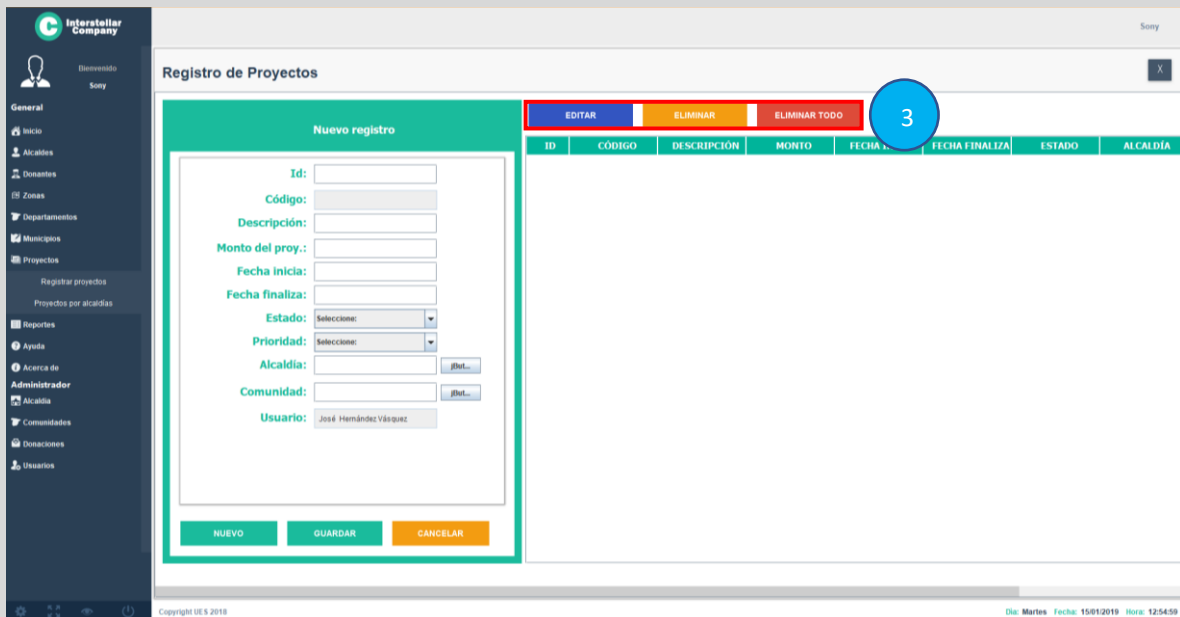 Interstellar
Company
Sony
Bienvenido
Sony
General
Inicio
Alcaldes
Donantes
Zonas
Departamentos
Municipios
Proyectos
Registrar proyectos
Proyectos por alcaldías
Reportes
Ayuda
Acerca de
Administrador
Alcaldía
Comunidades
Donaciones
Usuarios
Registro de Proyectos
X
Nuevo registro
Id:
Código:
Descripción:
Monto del proy.:
Fecha inicia:
Fecha finaliza:
Estado: Seleccione:
Prioridad: Seleccione:
Alcaldía: jBut...
Comunidad: jBut...
Usuario: José Hernández Vásquez
NUEVO GUARDAR CANCELAR
EDITAR ELIMINAR ELIMINAR TODO 3
ID CÓDIGO DESCRIPCIÓN MONTO FECHA FECHA FINALIZA ESTADO ALCALDÍA
Copyright UES 2018
Dia: Martes Fecha: 15/01/2019 Hora: 12:54:59